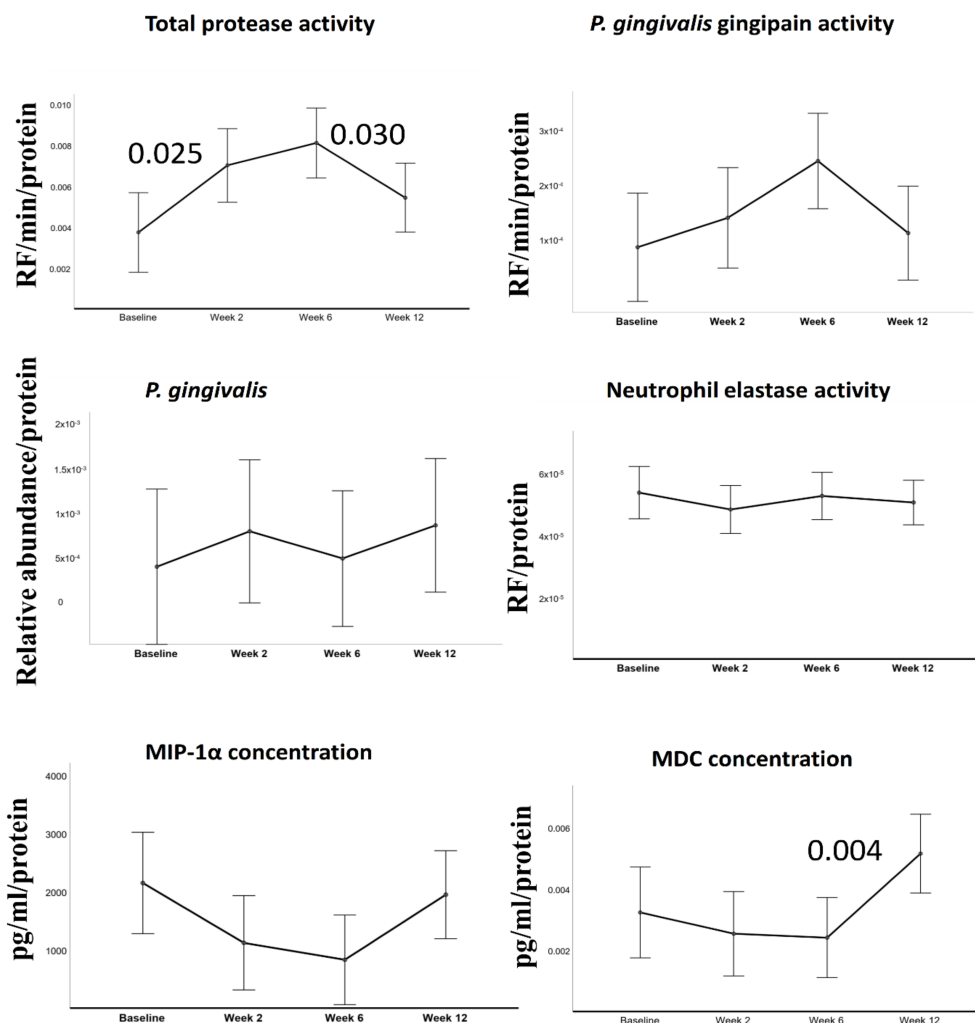 Total protease activity
RF/min/protein
0.010
0.008
0.006
0.004
0.002
0.025
0.030
Baseline Week 2 Week 6 Week 12
P. gingivalis gingipain activity
RF/min/protein
3x10-4
2x10-4
1x10-4
Baseline Week 2 Week 6 Week 12
P. gingivalis
Relative abundance/protein
2x10-3
1.5x10-3
1x10-3
5x10-4
0
Baseline Week 2 Week 6 Week 12
Neutrophil elastase activity
RF/protein
6x10-5
4x10-5
2x10-5
Baseline Week 2 Week 6 Week 12
MIP-1α concentration
pg/ml/protein
4000
3000
2000
1000
Baseline Week 2 Week 6 Week 12
MDC concentration
pg/ml/protein
0.006
0.004
0.002
0.004
Baseline Week 2 Week 6 Week 12